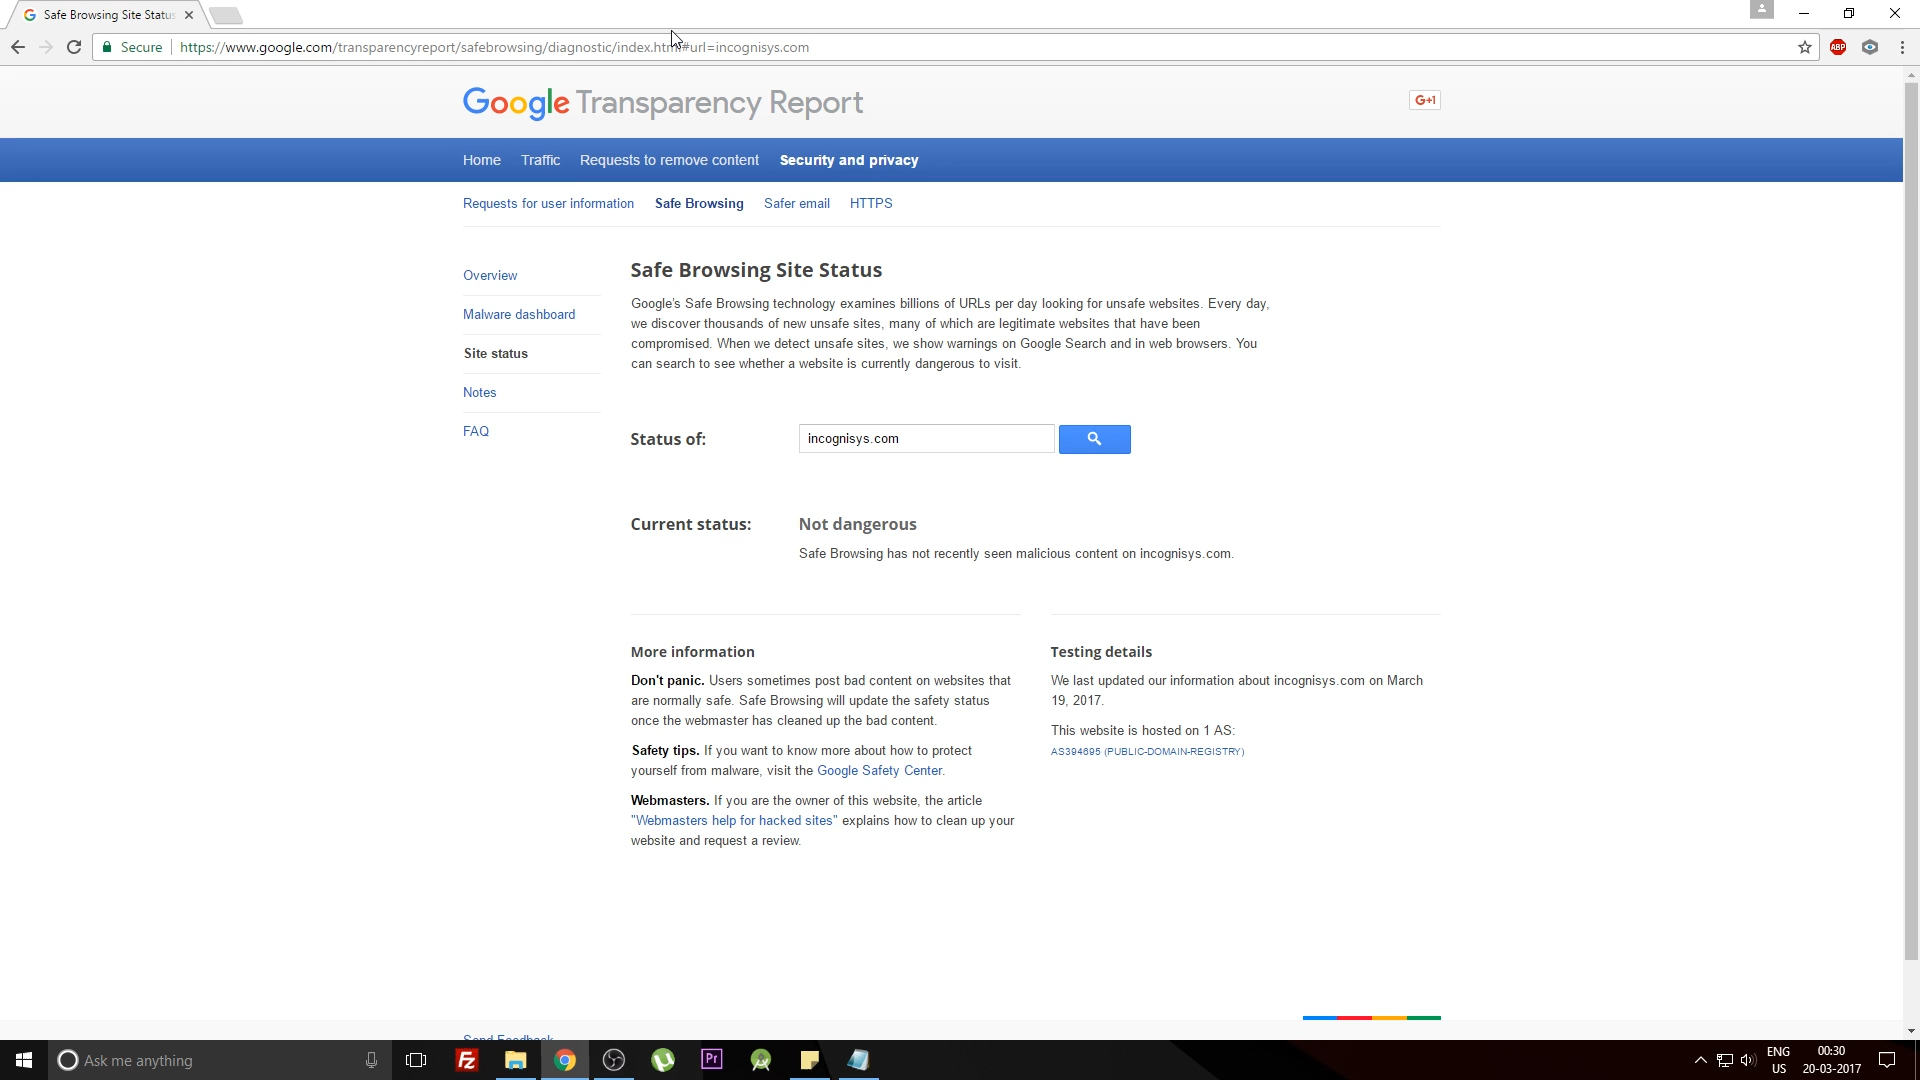 Safe Browsing Site Status
Secure
https://www.google.com/transparencyreport/safebrowsing/diagnostic/index.html#url=incognisys.com
ABP
Google Transparency Report
G+1
Home Traffic Requests to remove content Security and privacy
Requests for user information Safe Browsing Safer email HTTPS
Overview
Malware dashboard
Site status
Notes
FAQ
Safe Browsing Site Status
Google's Safe Browsing technology examines billions of URLs per day looking for unsafe websites. Every day,
we discover thousands of new unsafe sites, many of which are legitimate websites that have been
compromised. When we detect unsafe sites, we show warnings on Google Search and in web browsers. You
can search to see whether a website is currently dangerous to visit.
Status of: incognisys.com
Current status: Not dangerous
Safe Browsing has not recently seen malicious content on incognisys.com.
More information
Don't panic. Users sometimes post bad content on websites that
are normally safe. Safe Browsing will update the safety status
once the webmaster has cleaned up the bad content.
Safety tips. If you want to know more about how to protect
yourself from malware, visit the Google Safety Center.
Webmasters. If you are the owner of this website, the article
"Webmasters help for hacked sites" explains how to clean up your
website and request a review.
Testing details
We last updated our information about incognisys.com on March
19, 2017.
This website is hosted on 1 AS:
AS394695 (PUBLIC-DOMAIN-REGISTRY)
Send Feedback
Ask me anything
Fz
Pr
ENG
US
00:30
20-03-2017